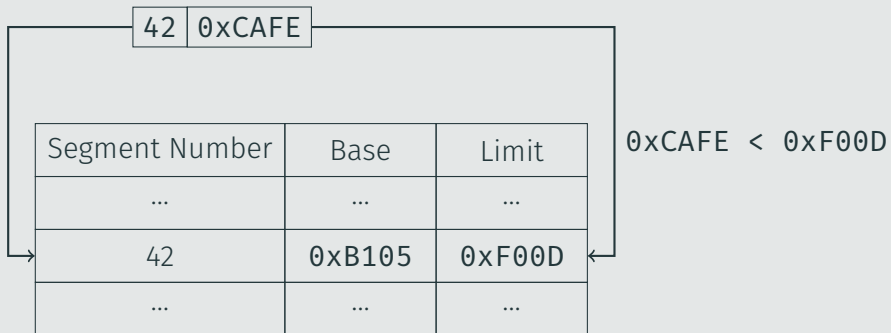 42 0xCAFE
0xCAFE < 0xF00D
Segment Number Base Limit
... ... ...
42 0xB105 0xF00D
... ... ...